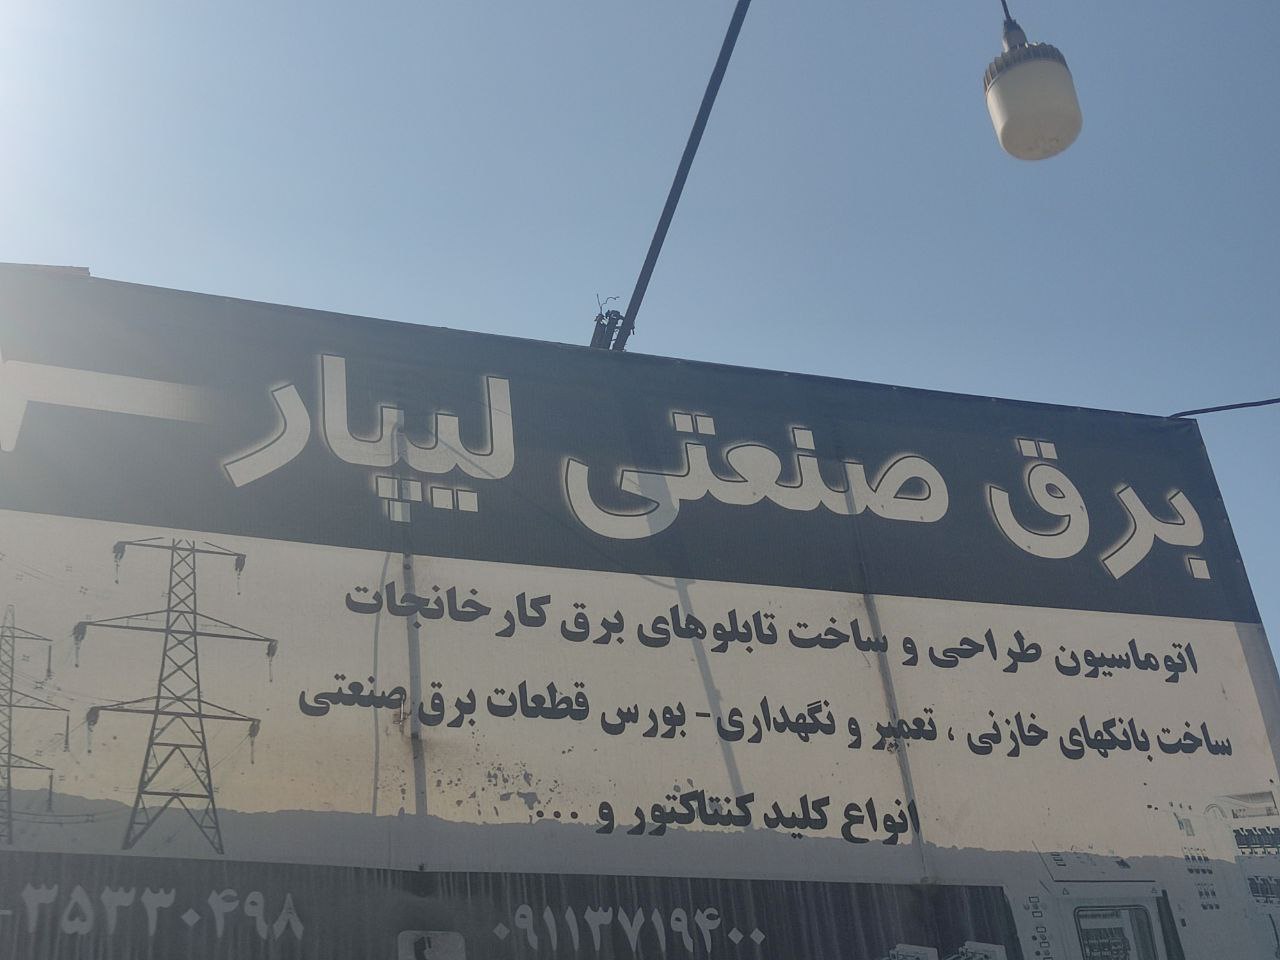 برق صنعتی لیپار
اتوماسیون طراحی و ساخت تابلوهای برق کارخانجات
ساخت بانکهای خازنی ، تعمیر و نگهداری- بورس قطعات برق صنعتی
انواع کلید کنتاکتور و ...
۰۹۱۱۳۷۱۹۴۰۰
-۳۵۳۳۰۴۹۸